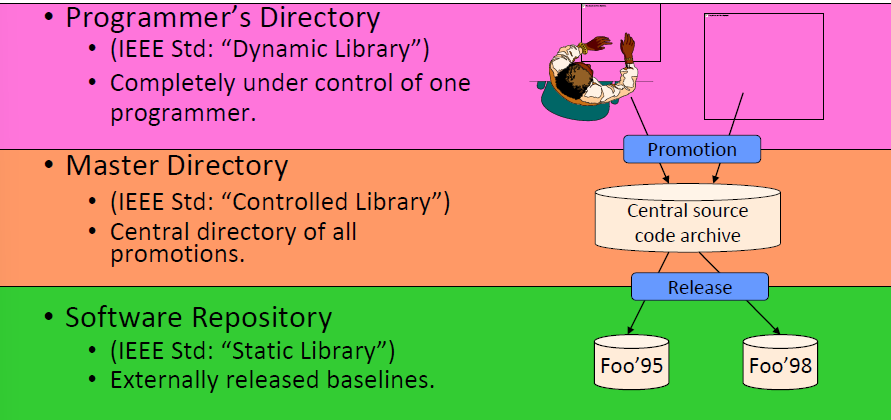 • Programmer’s Directory
• (IEEE Std: “Dynamic Library”)
• Completely under control of one
programmer.
Promotion
• Master Directory
• (IEEE Std: “Controlled Library”)
• Central directory of all
promotions.
Central source
code archive
Release
• Software Repository
• (IEEE Std: “Static Library”)
• Externally released baselines.
Foo’95
Foo’98